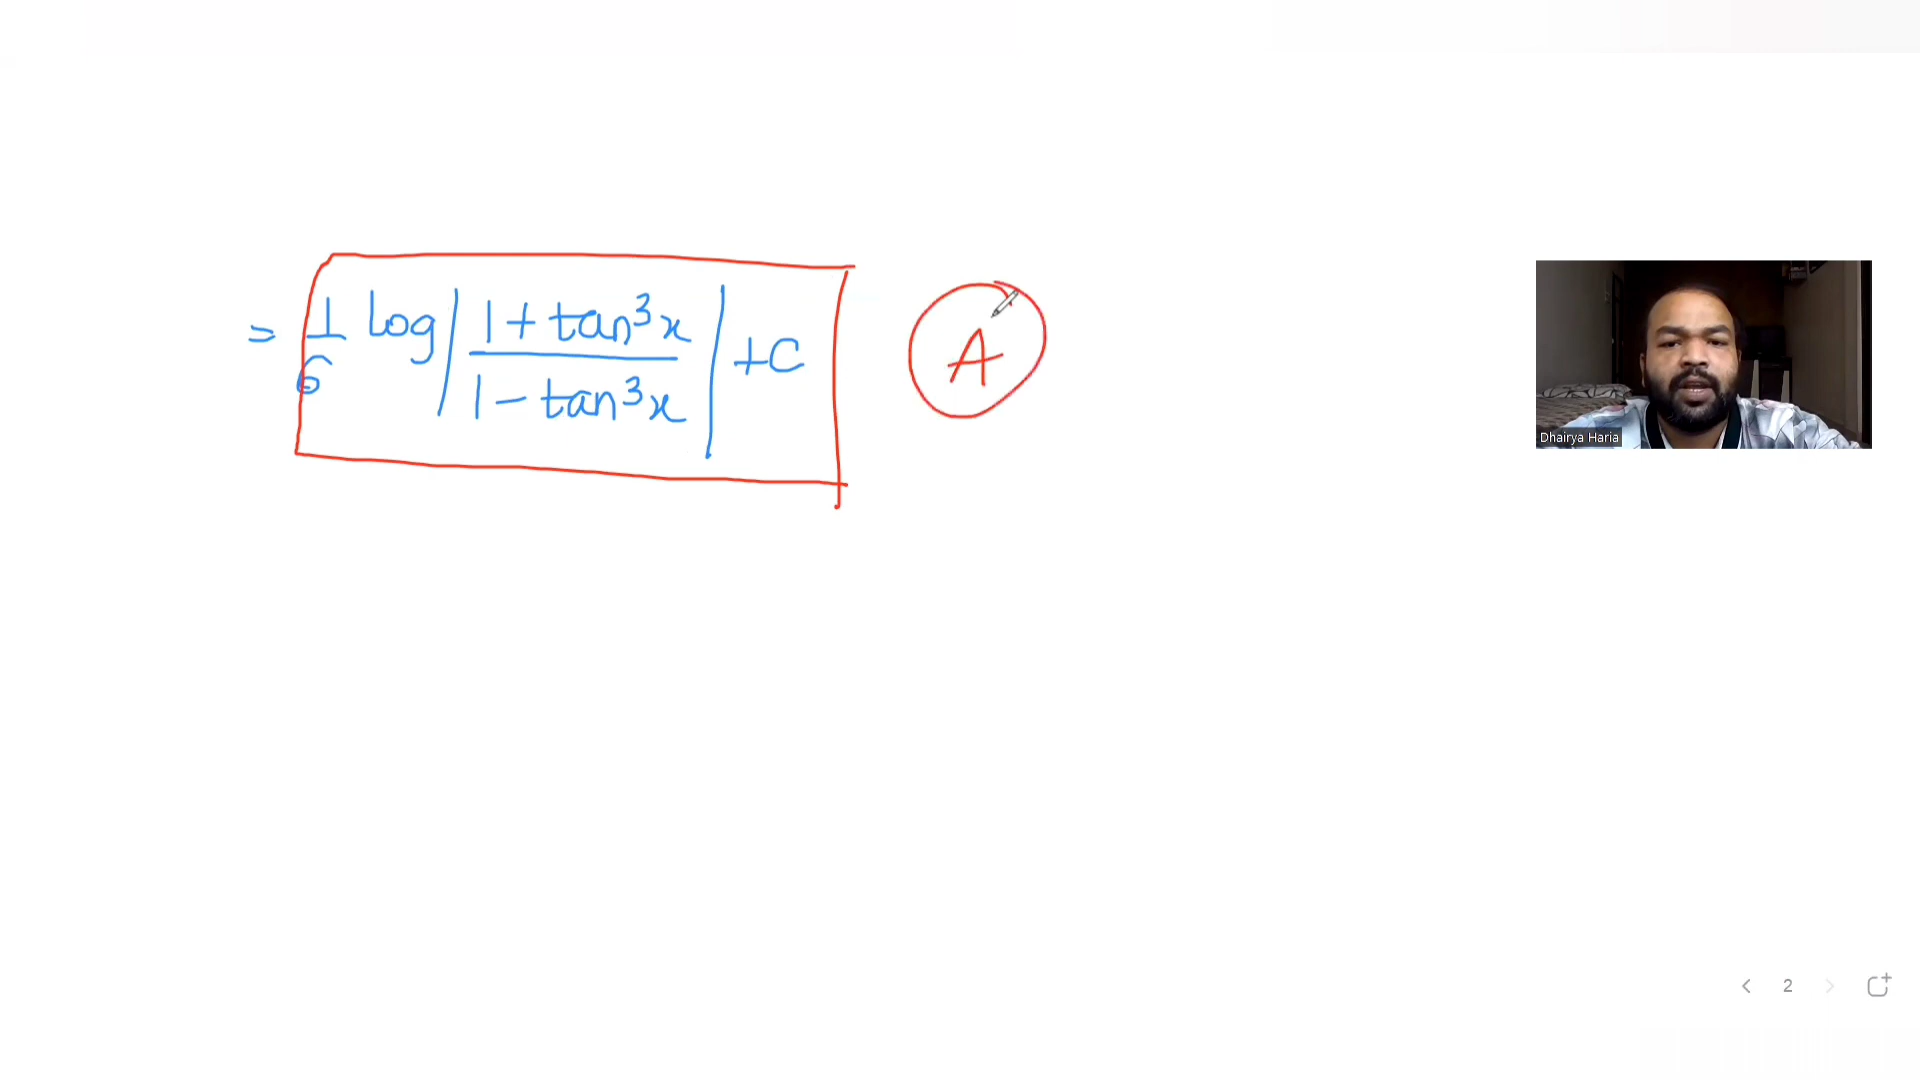 = 1/6 log | (1 + tan³x) / (1 - tan³x) | + C
A
Dhairya Haria
2